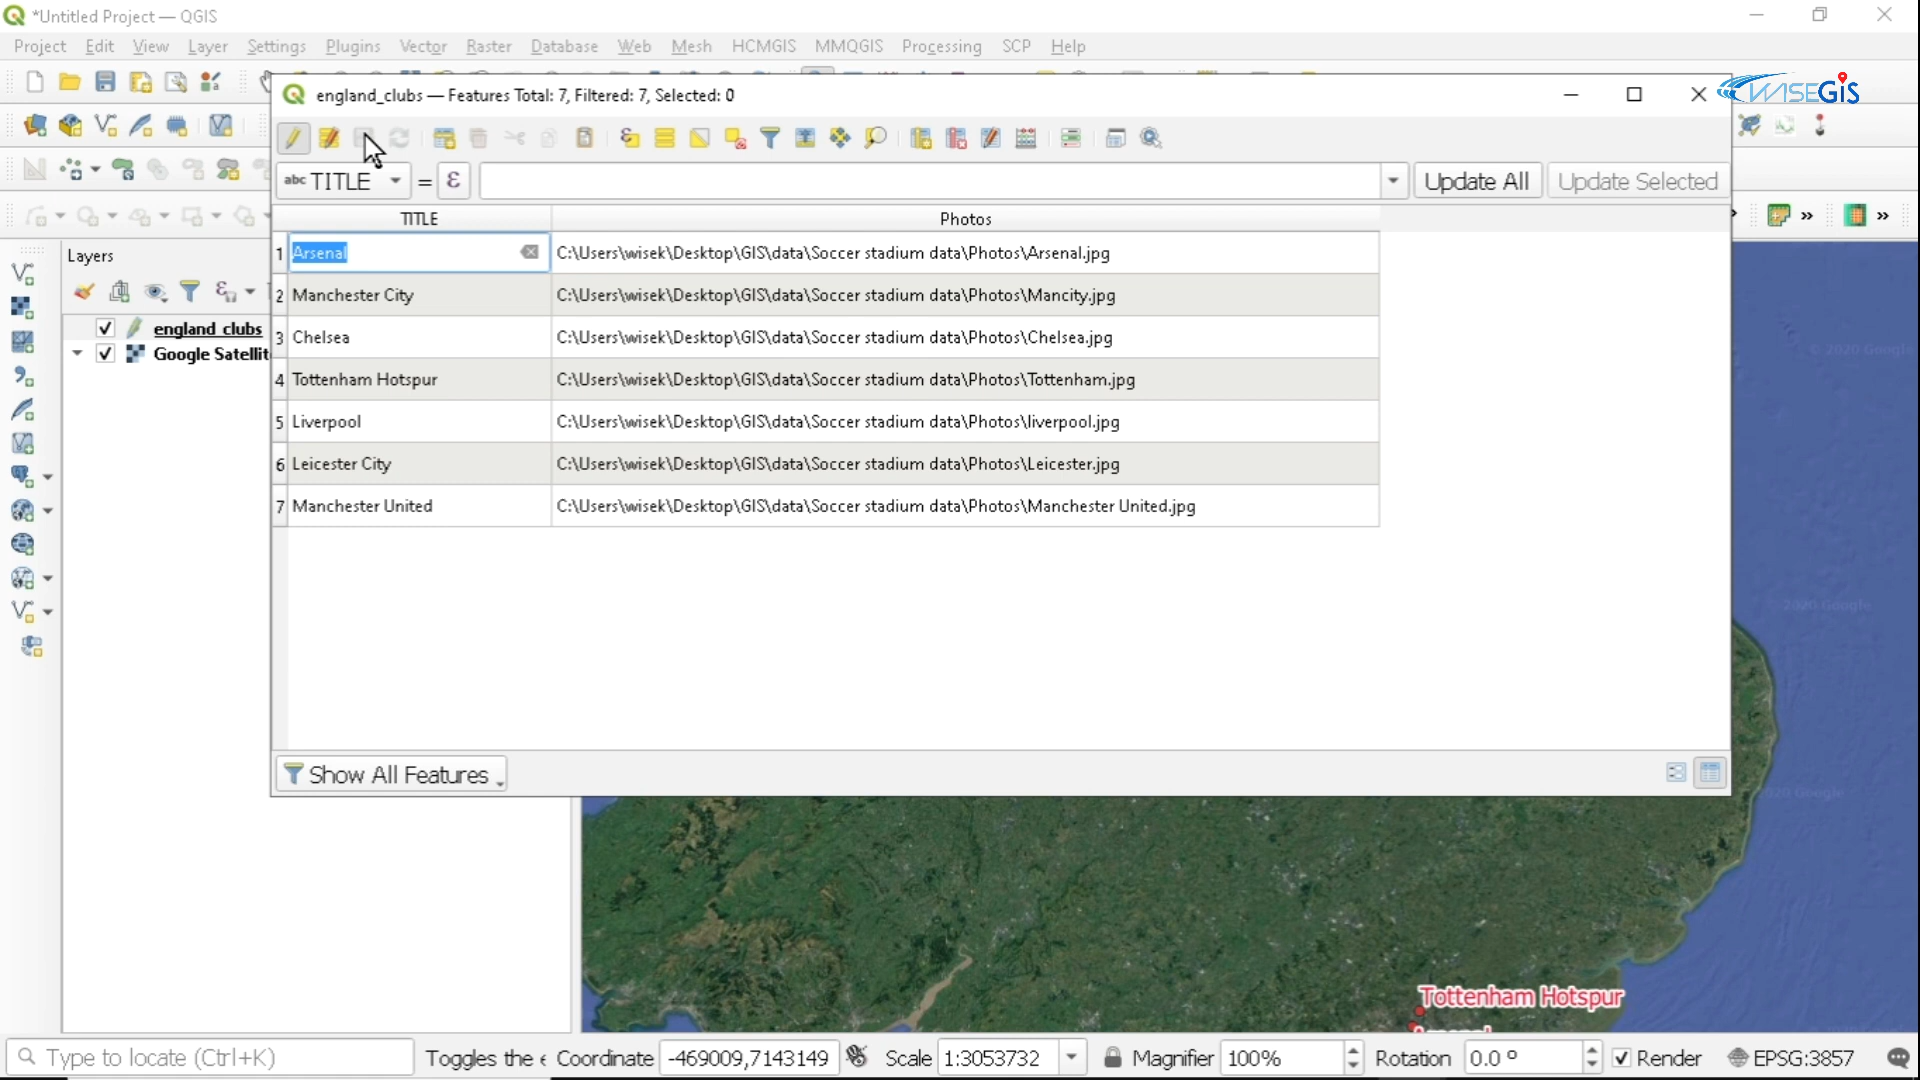 *Untitled Project — QGIS
Project Edit View Layer Settings Plugins Vector Raster Database Web Mesh HCMGIS MMQGIS Processing SCP Help
england_clubs — Features Total: 7, Filtered: 7, Selected: 0
WISEGIS
abc TITLE = ε Update All Update Selected
TITLE Photos
1 Arsenal C:\Users\wisek\Desktop\GIS\data\Soccer stadium data\Photos\Arsenal.jpg
2 Manchester City C:\Users\wisek\Desktop\GIS\data\Soccer stadium data\Photos\Mancity.jpg
3 Chelsea C:\Users\wisek\Desktop\GIS\data\Soccer stadium data\Photos\Chelsea.jpg
4 Tottenham Hotspur C:\Users\wisek\Desktop\GIS\data\Soccer stadium data\Photos\Tottenham.jpg
5 Liverpool C:\Users\wisek\Desktop\GIS\data\Soccer stadium data\Photos\liverpool.jpg
6 Leicester City C:\Users\wisek\Desktop\GIS\data\Soccer stadium data\Photos\Leicester.jpg
7 Manchester United C:\Users\wisek\Desktop\GIS\data\Soccer stadium data\Photos\Manchester United.jpg
Layers
england_clubs
Google Satellit
© 2020 Google
2020 Google
Show All Features
Tottenham Hotspur
Type to locate (Ctrl+K) Toggles the e Coordinate -469009,7143149 Scale 1:3053732 Magnifier 100% Rotation 0.0 ° Render EPSG:3857